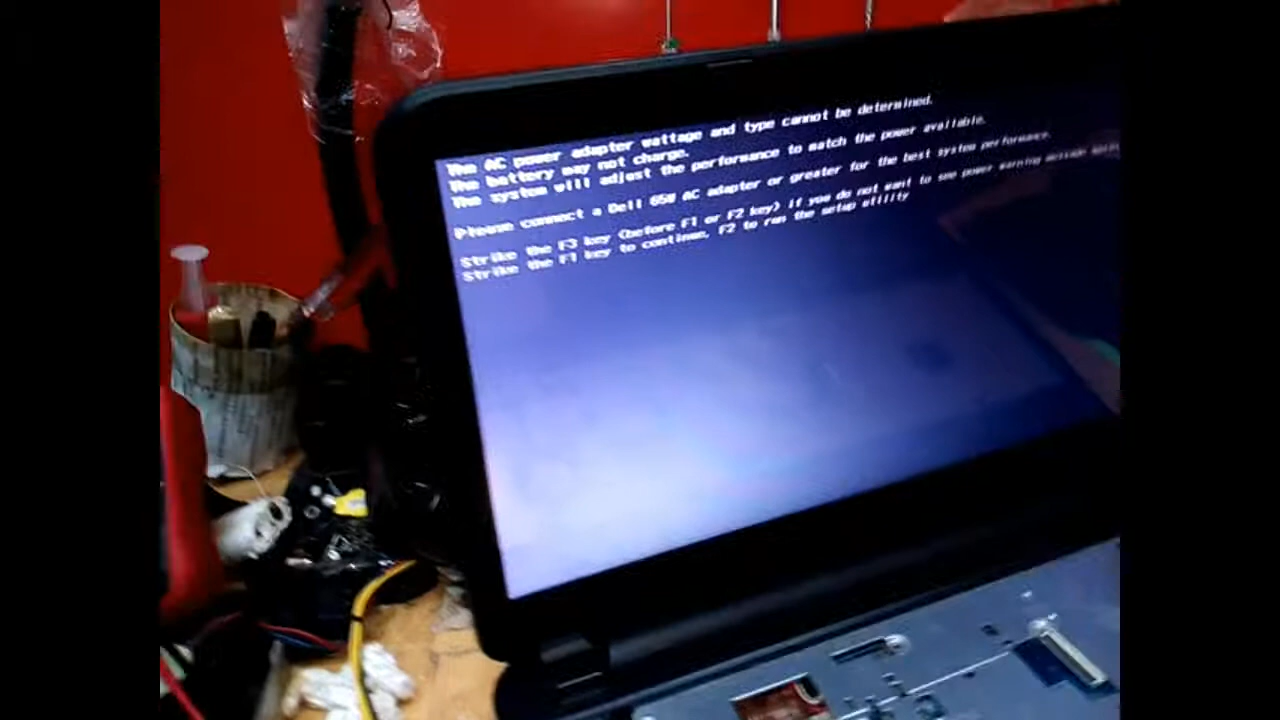 The AC power adapter wattage and type cannot be determined.
The battery may not charge.
The system will adjust the performance to match the power available.
Please connect a Dell 65W AC adapter or greater for the best system performance.
Strike the F3 key (before F1 or F2 key) if you do not want to see power warning message
Strike the F1 key to continue, F2 to run the setup utility